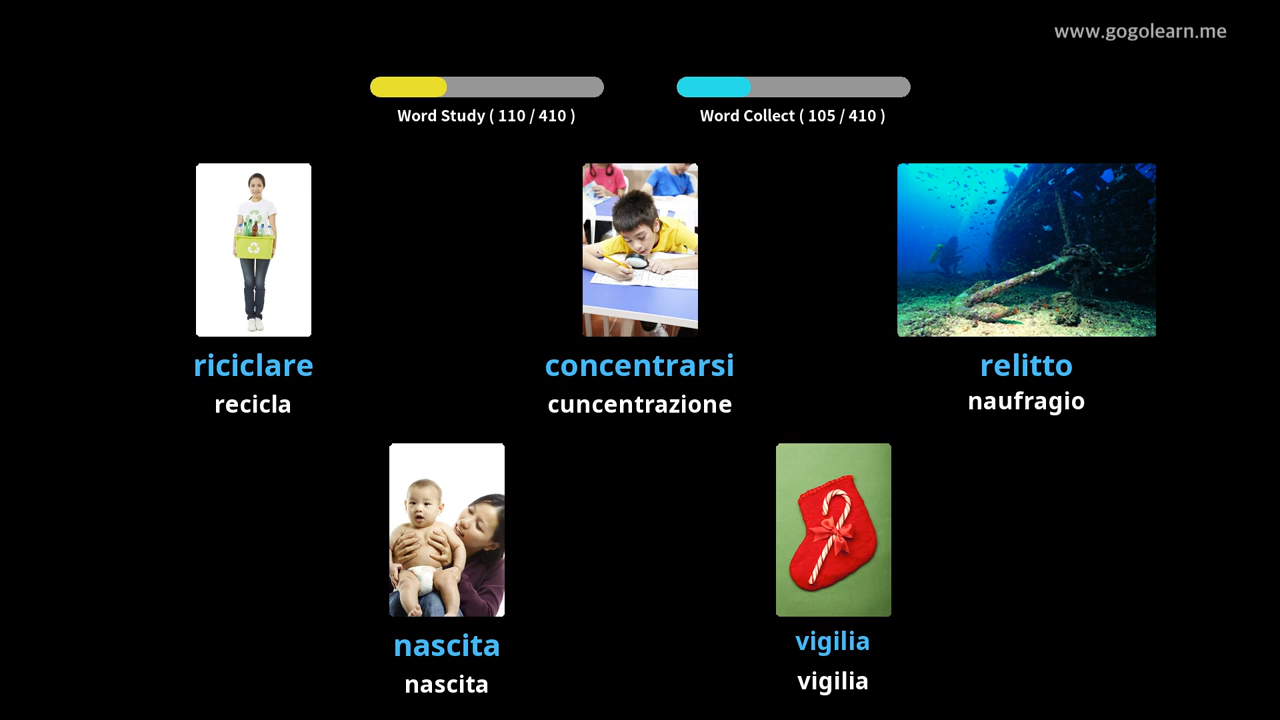 www.gogolearn.me
Word Study ( 110 / 410 )
Word Collect ( 105 / 410 )
riciclare
recicla
concentrarsi
cuncentrazione
relitto
naufragio
nascita
nascita
vigilia
vigilia